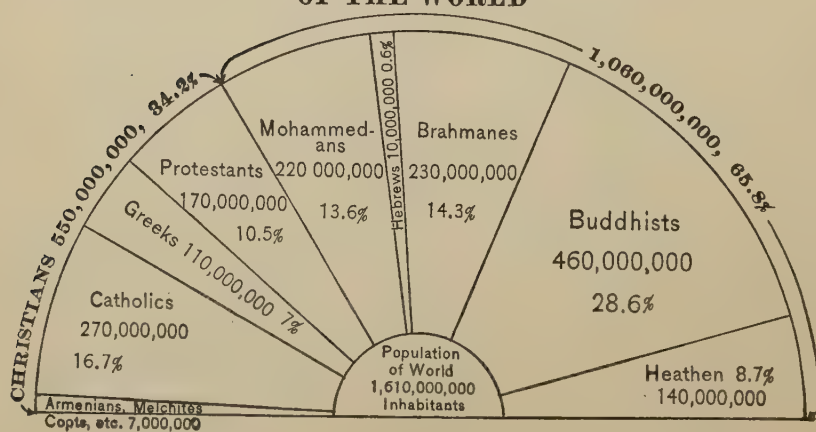 OF THE WORLD
CHRISTIANS 550,000,000, 34.2%
1,060,000,000, 65.8%
Armenians, Melchites
Copts, etc. 7,000,000
Catholics
270,000,000
16.7%
Greeks 110,000,000 7%
Protestants
170,000,000
10.5%
Mohammed-
ans
220 000,000
13.6%
Hebrews 10,000,000 0.6%
Brahmanes
230,000,000
14.3%
Buddhists
460,000,000
28.6%
Heathen 8.7%
140,000,000
Population
of World
1,610,000,000
Inhabitants